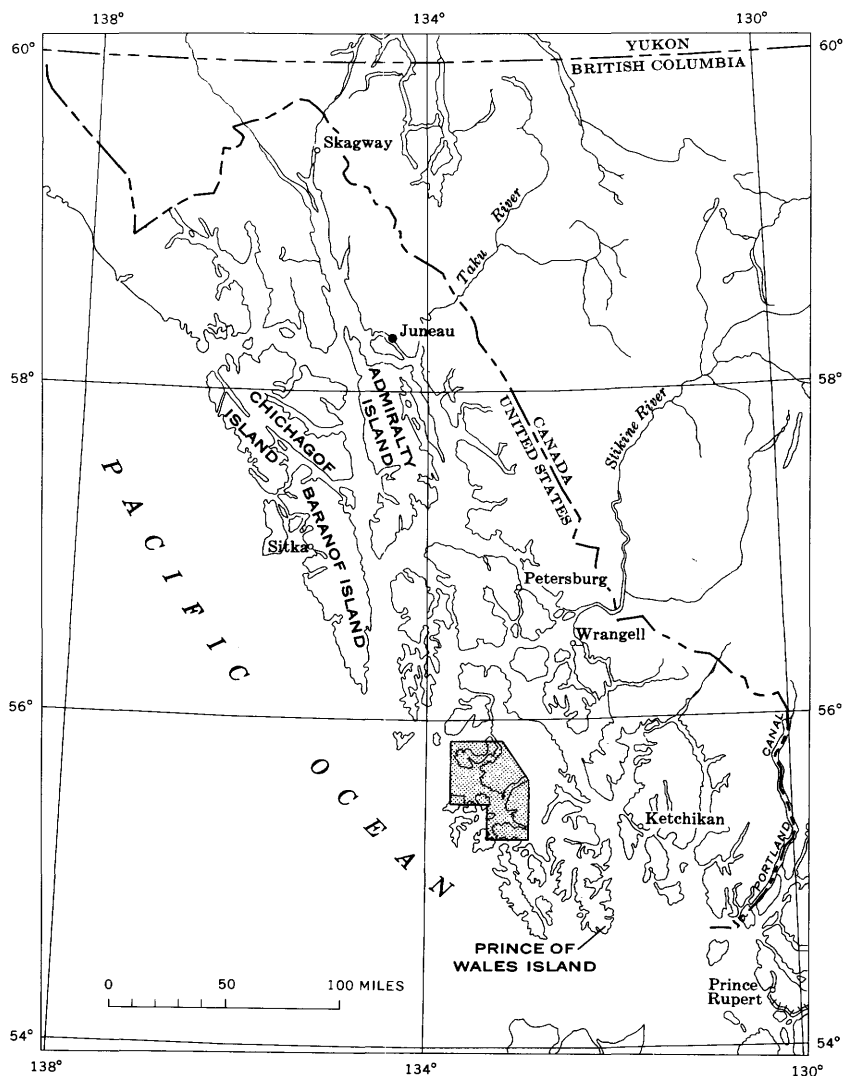 138°
134°
130°
60°
60°
YUKON
BRITISH COLUMBIA
Skagway
Taku River
Juneau
58°
58°
ADMIRALTY
ISLAND
CHICHAGOF
ISLAND
CANADA
UNITED STATES
Stikine River
BARANOF ISLAND
Sitka
Petersburg
Wrangell
PACIFIC
OCEAN
56°
56°
PORTLAND CANAL
Ketchikan
PRINCE OF
WALES ISLAND
Prince
Rupert
0 50 100 MILES
54°
54°
138°
134°
130°